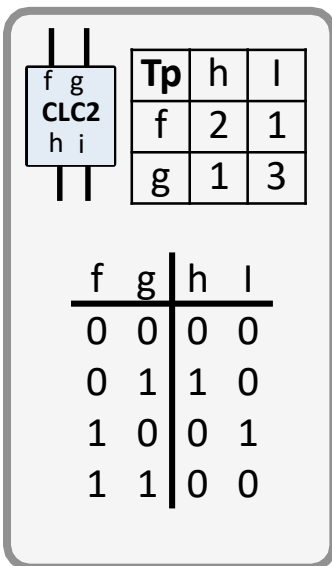 f g
CLC2
h i
Tp h I
f 2 1
g 1 3
f g h I
0 0 0 0
0 1 1 0
1 0 0 1
1 1 0 0